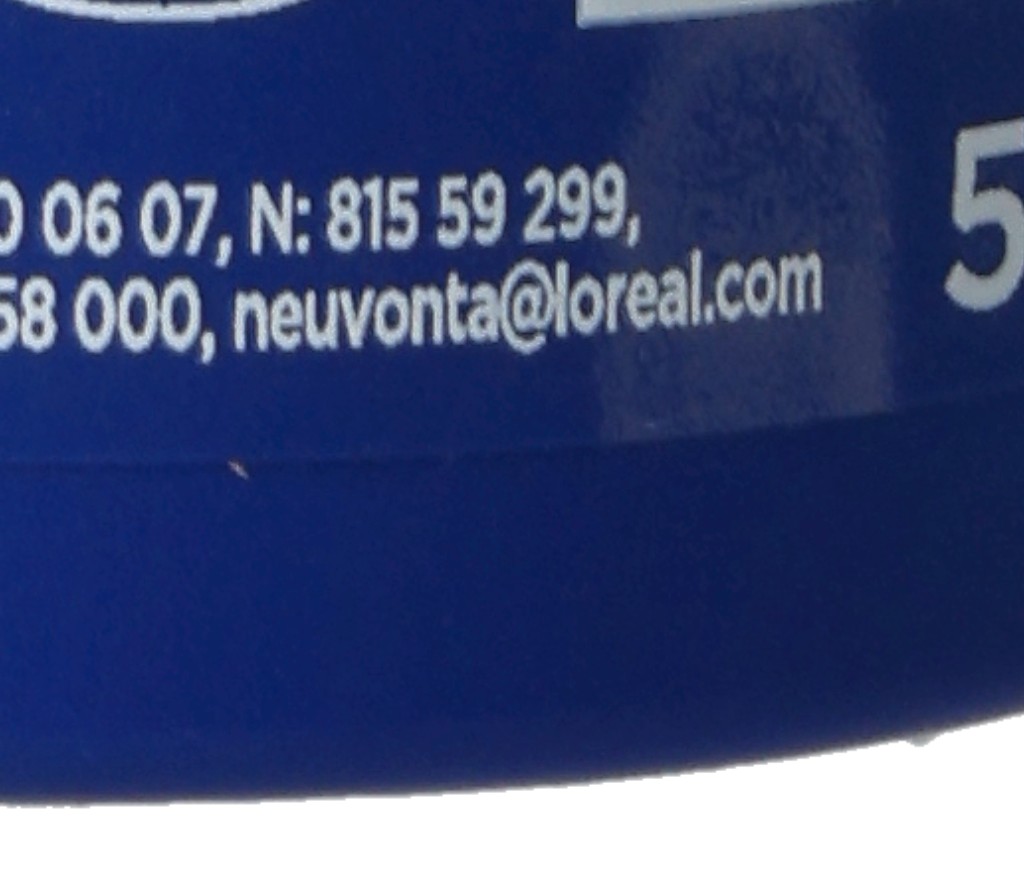 0 06 07, N: 815 59 299,
58 000, neuvonta@loreal.com
5